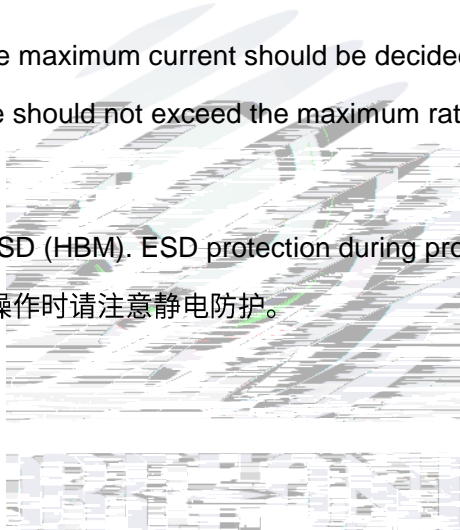 e maximum current should be decided
e should not exceed the maximum rat
SD (HBM). ESD protection during pro
操作时请注意静电防护。